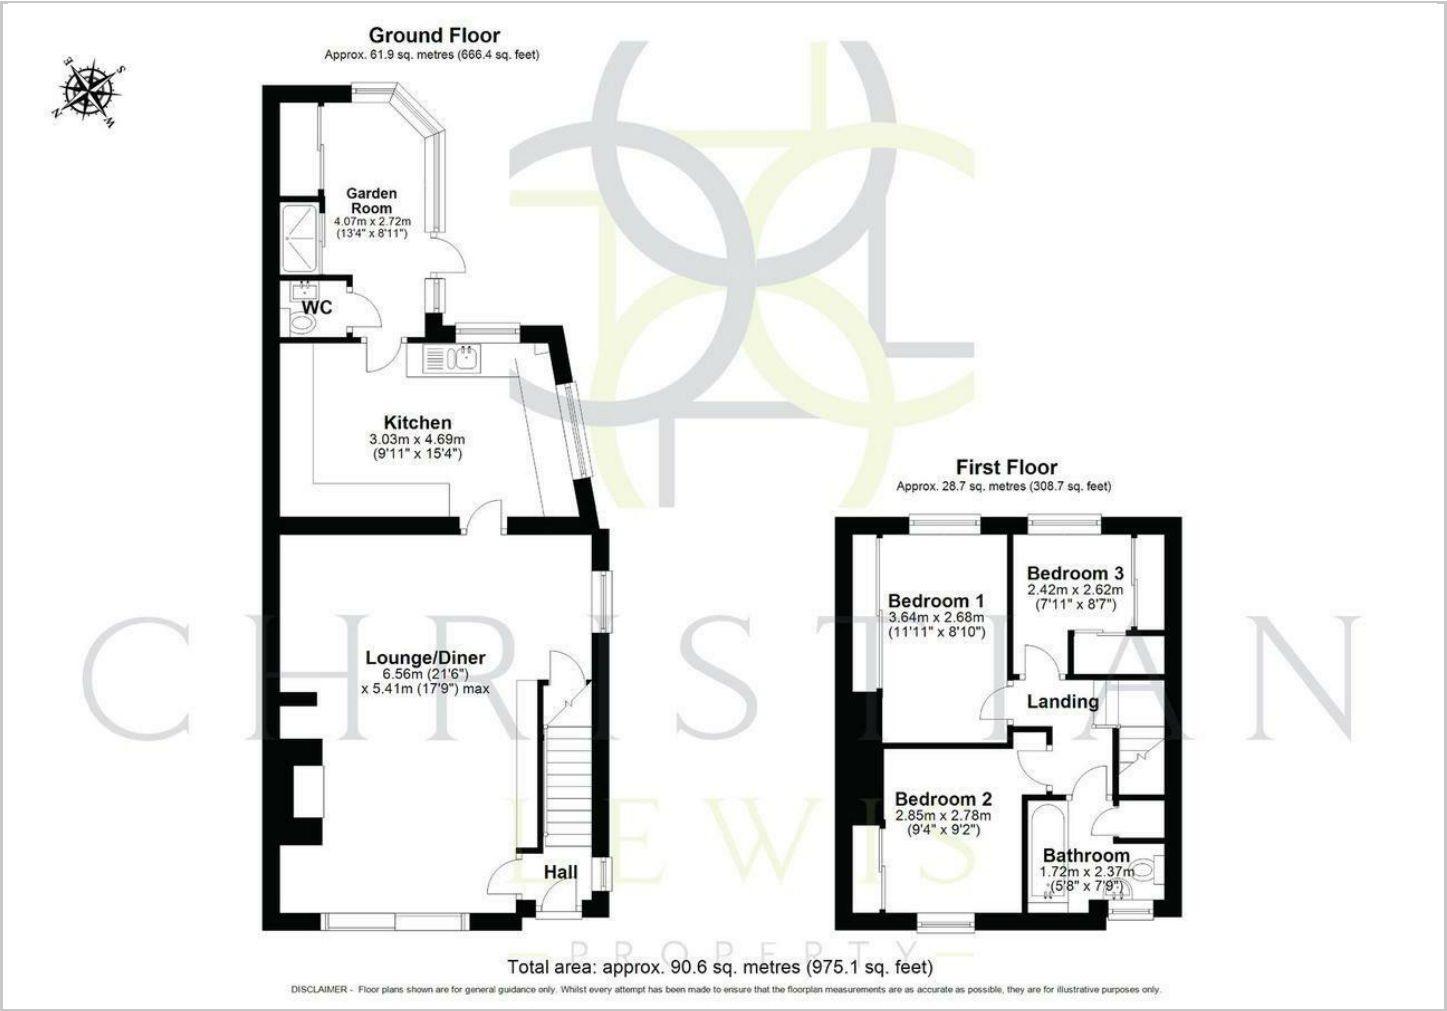 Ground Floor
Approx. 61.9 sq. metres (666.4 sq. feet)
E
S
N
W
Garden
Room
4.07m x 2.72m
(13'4" x 8'11")
WC
Kitchen
3.03m x 4.69m
(9'11" x 15'4")
Lounge/Diner
6.56m (21'6")
x 5.41m (17'9") max
Hall
First Floor
Approx. 28.7 sq. metres (308.7 sq. feet)
Bedroom 1
3.64m x 2.68m
(11'11" x 8'10")
Bedroom 3
2.42m x 2.62m
(7'11" x 8'7")
Landing
Bedroom 2
2.85m x 2.78m
(9'4" x 9'2")
Bathroom
1.72m x 2.37m
(5'8" x 7'9")
CHRISTIAN
LEWIS
PROPERTY
Total area: approx. 90.6 sq. metres (975.1 sq. feet)
DISCLAIMER - Floor plans shown are for general guidance only. Whilst every attempt has been made to ensure that the floorplan measurements are as accurate as possible, they are for illustrative purposes only.